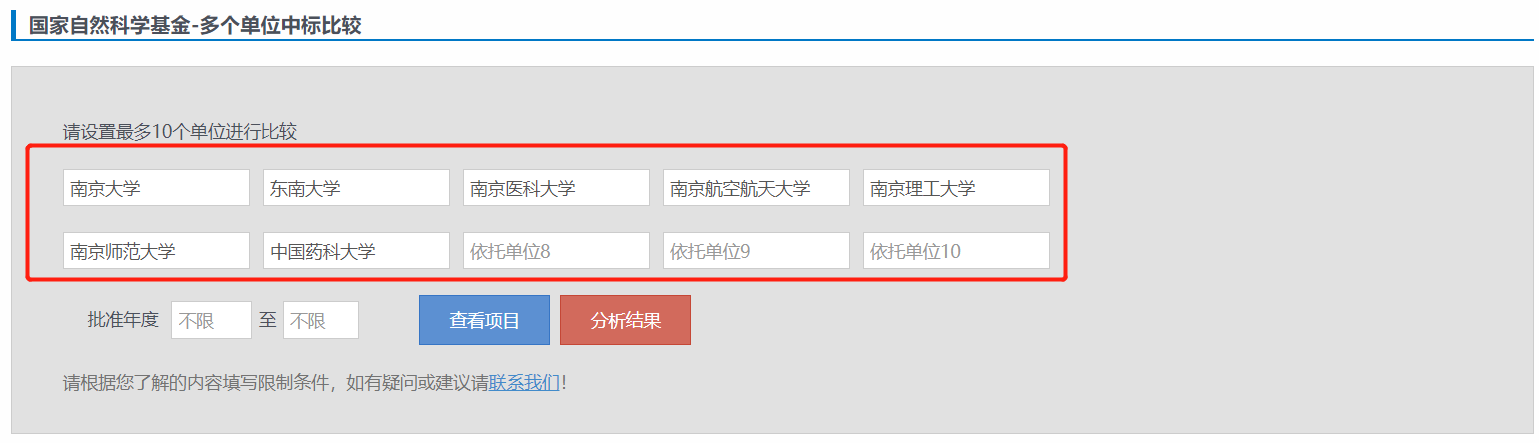 国家自然科学基金-多个单位中标比较
请设置最多10个单位进行比较
南京大学 东南大学 南京医科大学 南京航空航天大学 南京理工大学
南京师范大学 中国药科大学 依托单位8 依托单位9 依托单位10
批准年度 不限 至 不限 查看项目 分析结果
请根据您了解的内容填写限制条件，如有疑问或建议请联系我们！